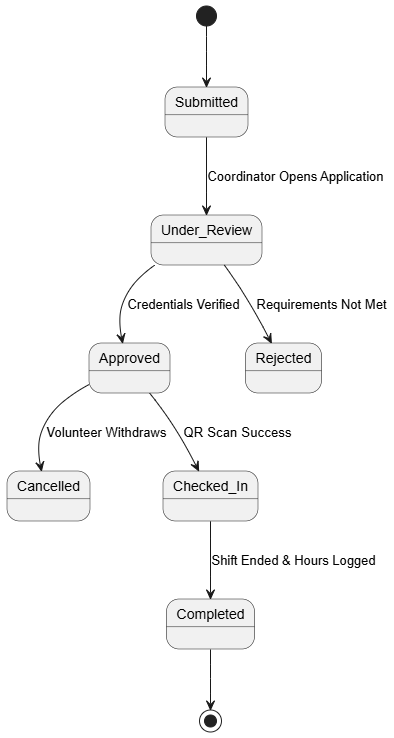 Submitted
Coordinator Opens Application
Under_Review
Credentials Verified
Requirements Not Met
Approved
Rejected
Volunteer Withdraws
QR Scan Success
Cancelled
Checked_In
Shift Ended & Hours Logged
Completed